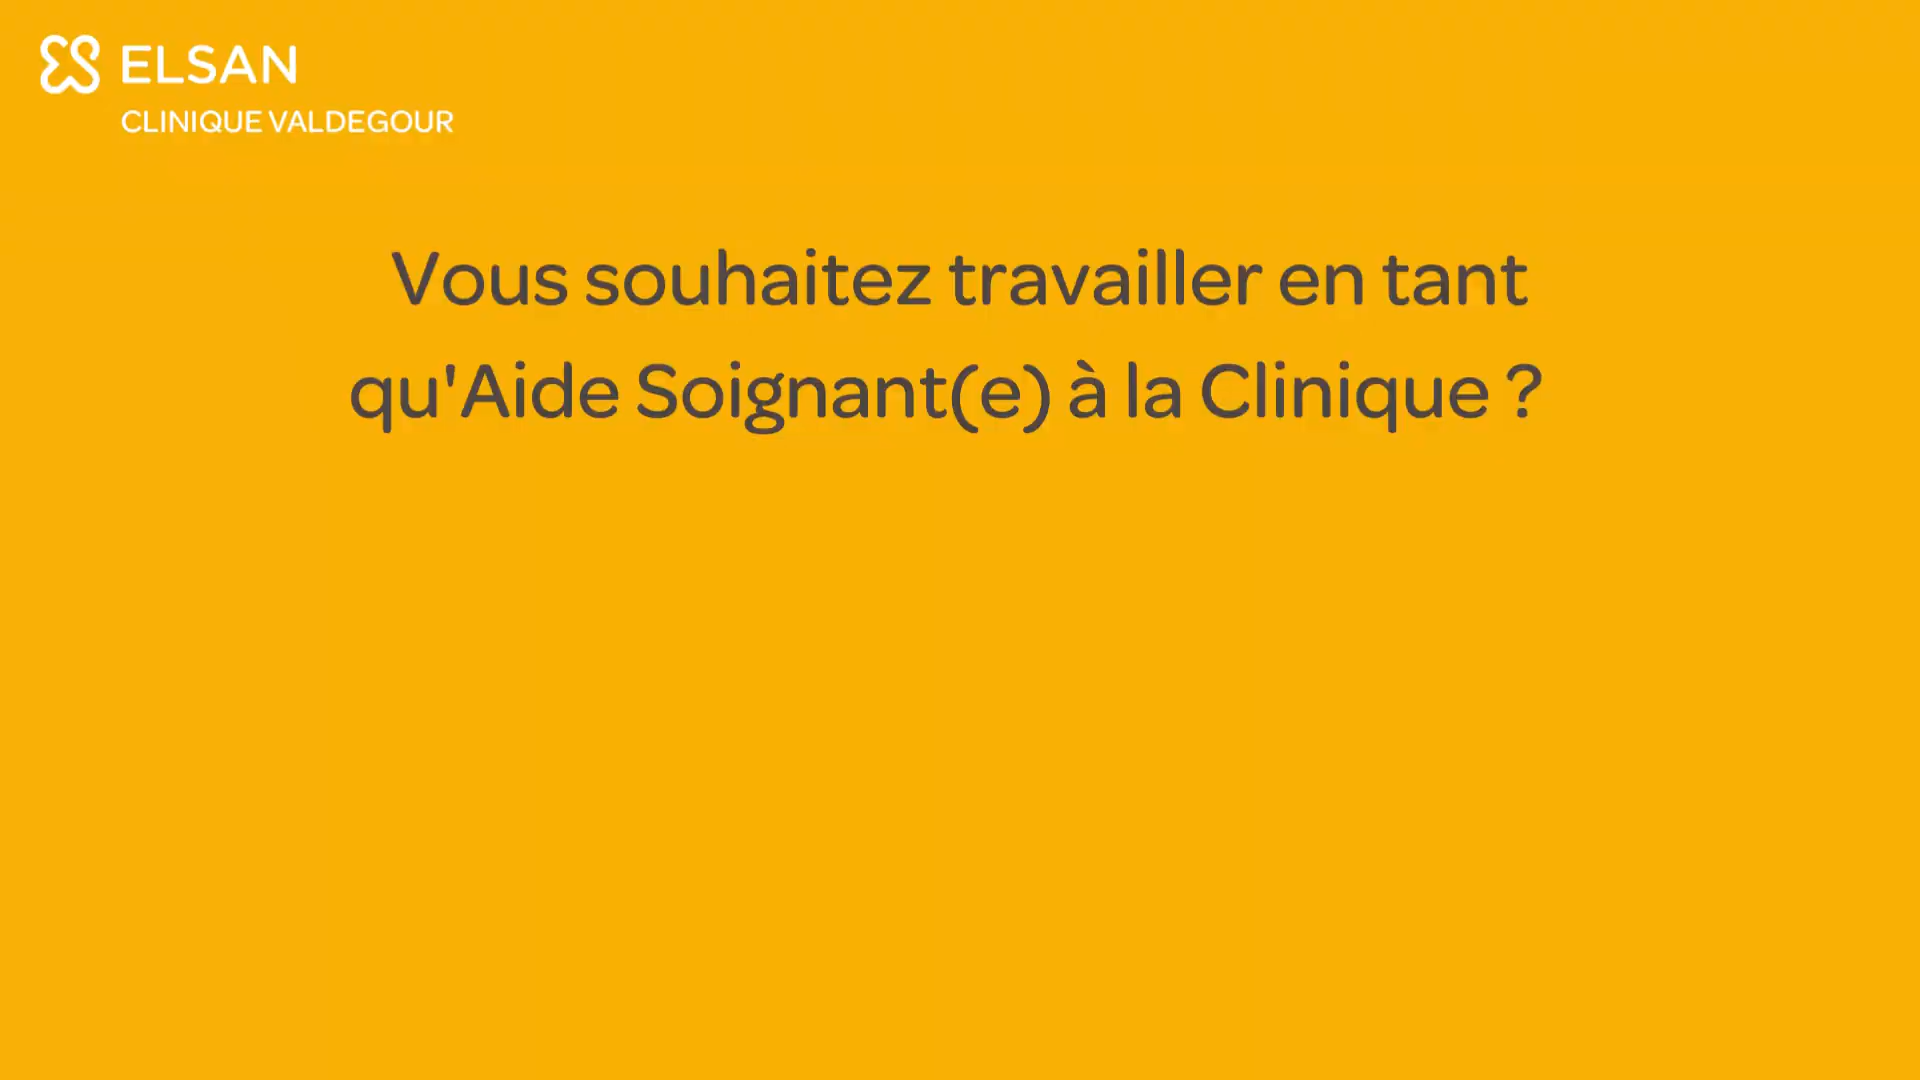 ELSAN
CLINIQUE VALDEGOUR
Vous souhaitez travailler en tant
qu'Aide Soignant(e) à la Clinique ?